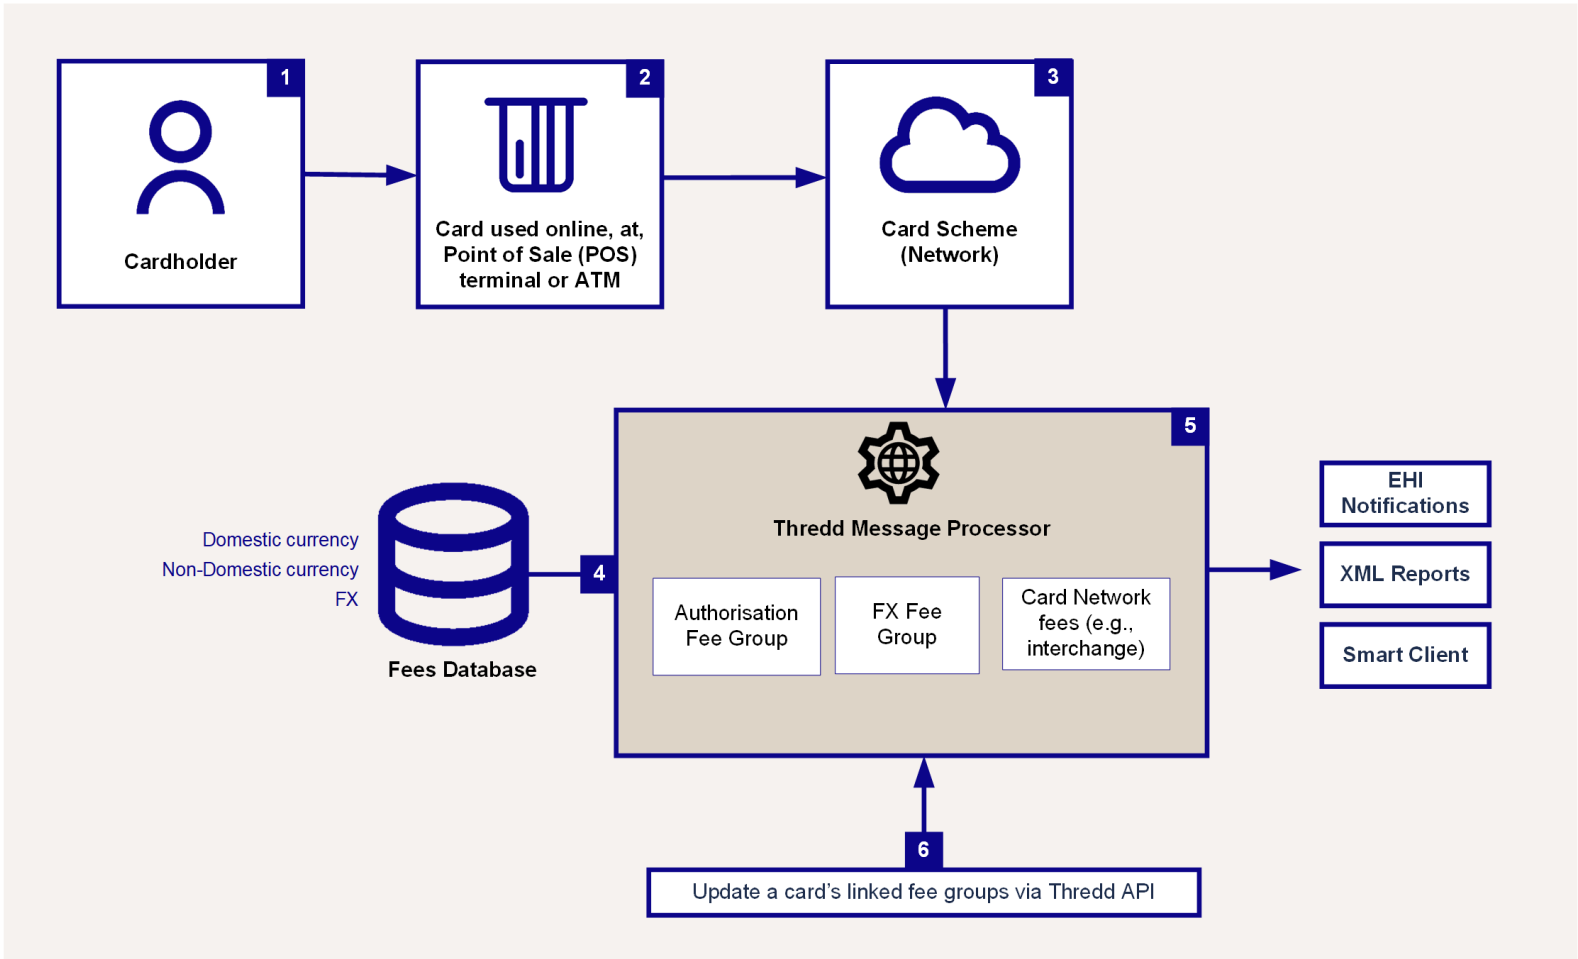 1
Cardholder
2
Card used online, at,
Point of Sale (POS)
terminal or ATM
3
Card Scheme
(Network)
Domestic currency
Non-Domestic currency
FX
Fees Database
4
5
Thredd Message Processor
Authorisation
Fee Group
FX Fee
Group
Card Network
fees (e.g.,
interchange)
EHI
Notifications
XML Reports
Smart Client
6
Update a card’s linked fee groups via Thredd API